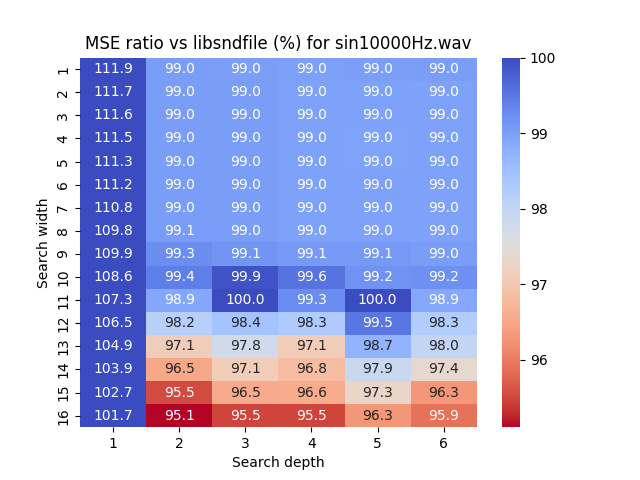 MSE ratio vs libsndfile (%) for sin10000Hz.wav
1 111.9 99.0 99.0 99.0 99.0 99.0
2 111.7 99.0 99.0 99.0 99.0 99.0
3 111.6 99.0 99.0 99.0 99.0 99.0
4 111.5 99.0 99.0 99.0 99.0 99.0
5 111.3 99.0 99.0 99.0 99.0 99.0
6 111.2 99.0 99.0 99.0 99.0 99.0
7 110.8 99.0 99.0 99.0 99.0 99.0
8 109.8 99.1 99.0 99.0 99.0 99.0
9 109.9 99.3 99.1 99.1 99.1 99.0
10 108.6 99.4 99.9 99.6 99.2 99.2
11 107.3 98.9 100.0 99.3 100.0 98.9
12 106.5 98.2 98.4 98.3 99.5 98.3
13 104.9 97.1 97.8 97.1 98.7 98.0
14 103.9 96.5 97.1 96.8 97.9 97.4
15 102.7 95.5 96.5 96.6 97.3 96.3
16 101.7 95.1 95.5 95.5 96.3 95.9
1 2 3 4 5 6
Search depth
Search width
100
99
98
97
96